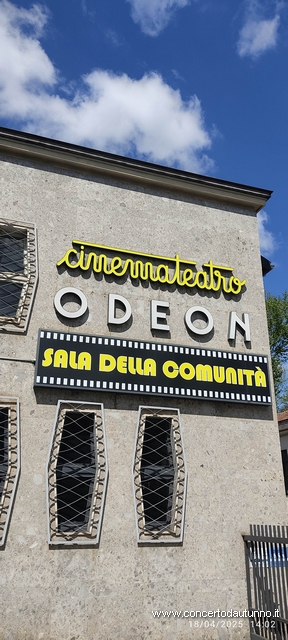 cinemateatro
ODEON
SALA DELLA COMUNITÀ
www.concertodautunno.it
18/04/2025 14:02